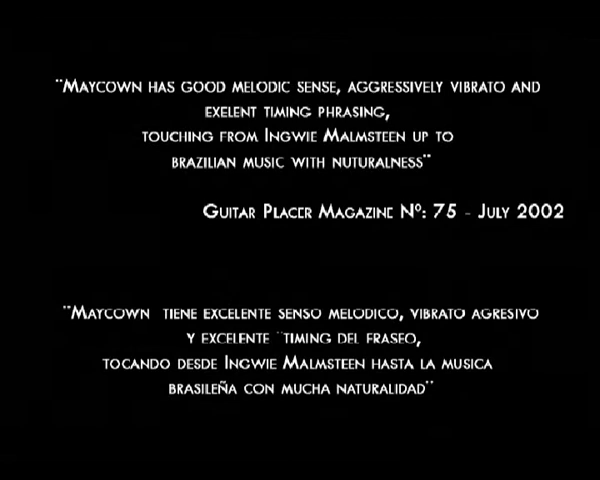 "Maycown has good melodic sense, aggressively vibrato and
exelent timing phrasing,
touching from Ingwie Malmsteen up to
brazilian music with nuturalness"
Guitar Placer Magazine Nº: 75 - July 2002
"Maycown tiene excelente senso melodico, vibrato agresivo
y excelente "timing del fraseo,
tocando desde Ingwie Malmsteen hasta la musica
brasileña con mucha naturalidad"